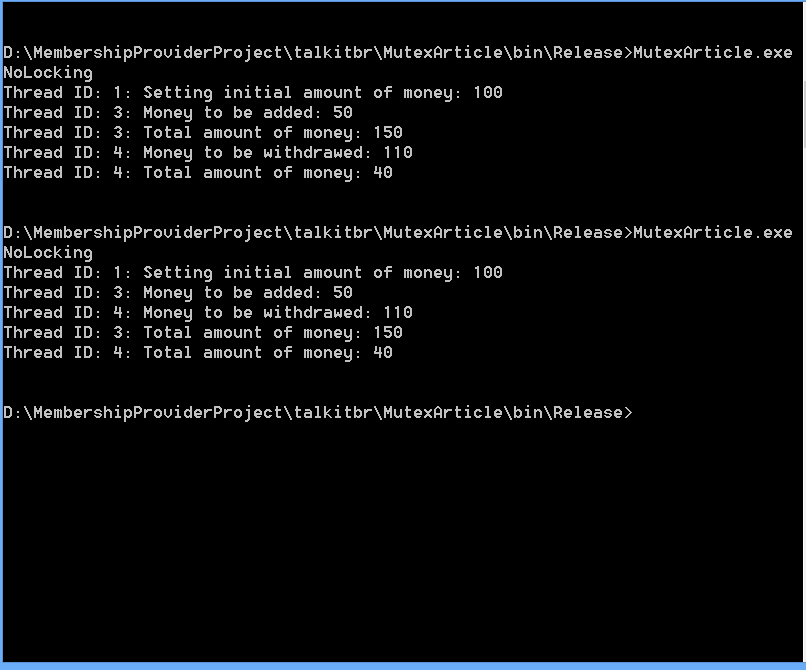 D:\MembershipProviderProject\talkitbr\MutexArticle\bin\Release>MutexArticle.exe
NoLocking
Thread ID: 1: Setting initial amount of money: 100
Thread ID: 3: Money to be added: 50
Thread ID: 3: Total amount of money: 150
Thread ID: 4: Money to be withdrawed: 110
Thread ID: 4: Total amount of money: 40
D:\MembershipProviderProject\talkitbr\MutexArticle\bin\Release>MutexArticle.exe
NoLocking
Thread ID: 1: Setting initial amount of money: 100
Thread ID: 3: Money to be added: 50
Thread ID: 4: Money to be withdrawed: 110
Thread ID: 3: Total amount of money: 150
Thread ID: 4: Total amount of money: 40
D:\MembershipProviderProject\talkitbr\MutexArticle\bin\Release>